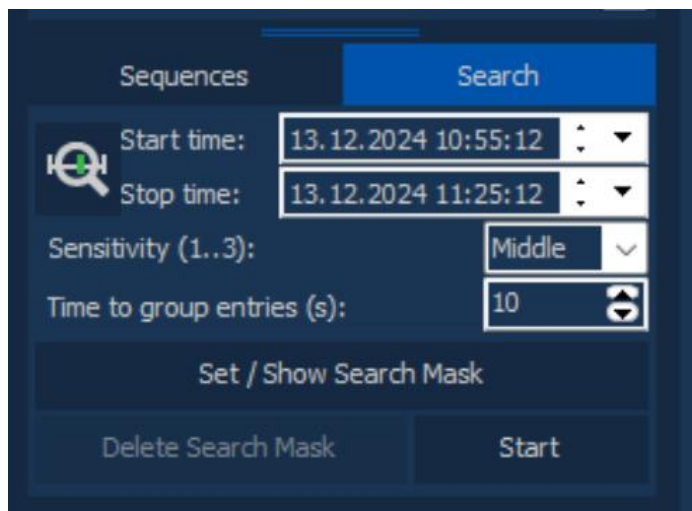 Sequences Search
Start time: 13.12.2024 10:55:12
Stop time: 13.12.2024 11:25:12
Sensitivity (1..3): Middle
Time to group entries (s): 10
Set / Show Search Mask
Delete Search Mask Start